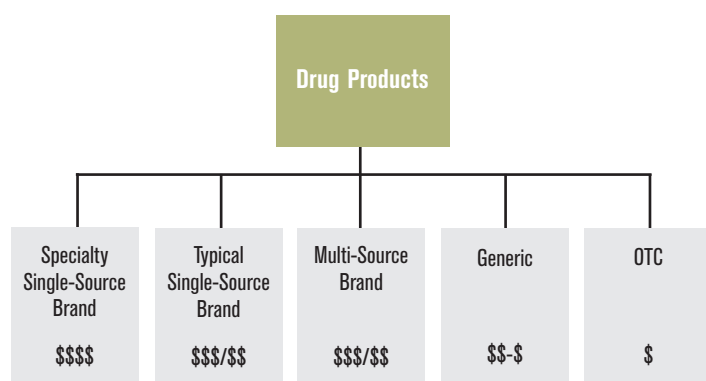 Drug Products
Specialty
Single-Source
Brand
$$$$
Typical
Single-Source
Brand
$$$/$$
Multi-Source
Brand
$$$/$$
Generic
$$-$
OTC
$